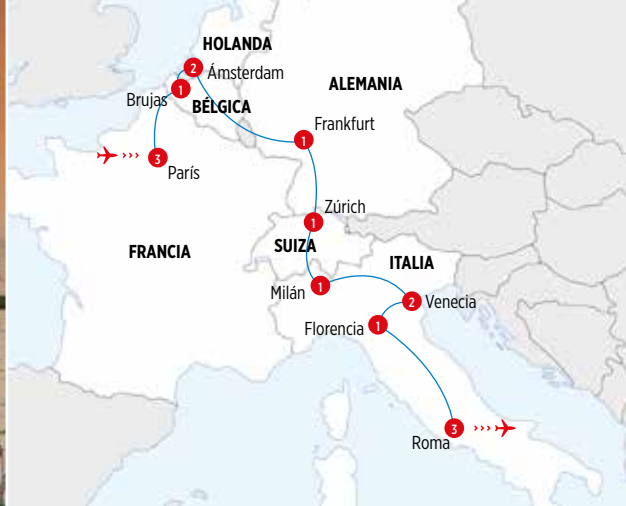 HOLANDA
2 Ámsterdam
ALEMANIA
Brujas 1
BÉLGICA
1 Frankfurt
3
París
Zúrich
1
FRANCIA
SUIZA
ITALIA
Milán 1
2 Venecia
Florencia 1
3
Roma